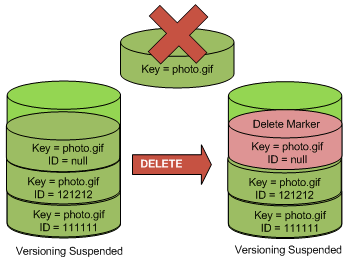 Key = photo.gif
Key = photo.gif
ID = null
Key = photo.gif
ID = 121212
Key = photo.gif
ID = 111111
Versioning Suspended
DELETE
Delete Marker
Key = photo.gif
ID = null
Key = photo.gif
ID = 121212
Key = photo.gif
ID = 111111
Versioning Suspended